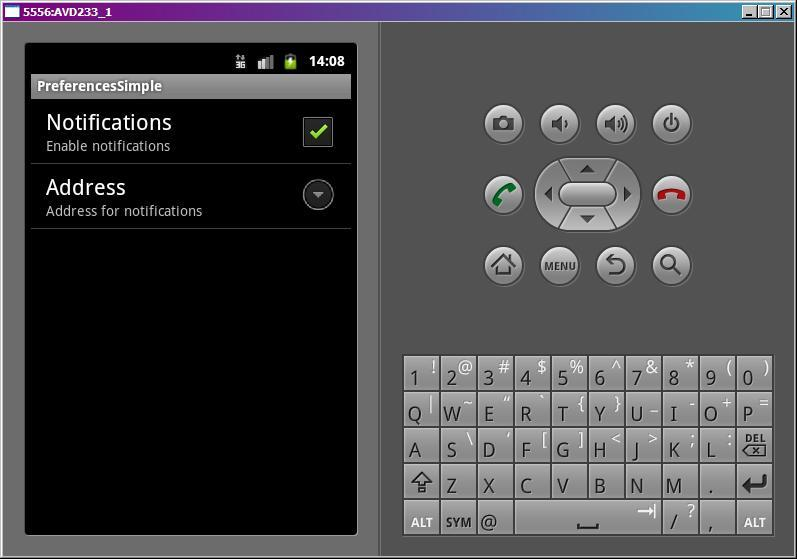 5556:AVD233_1
3G 14:08
PreferencesSimple
Notifications
Enable notifications
Address
Address for notifications
MENU
1 ! 2 @ 3 # 4 $ 5 % 6 ^ 7 & 8 * 9 ( 0 )
Q | W ~ E “ R ` T { Y } U _ I - O + P =
A S \ D ‘ F [ G ] H < J > K ; L : DEL
Z X C V B N M .
ALT SYM @ / ? , ALT